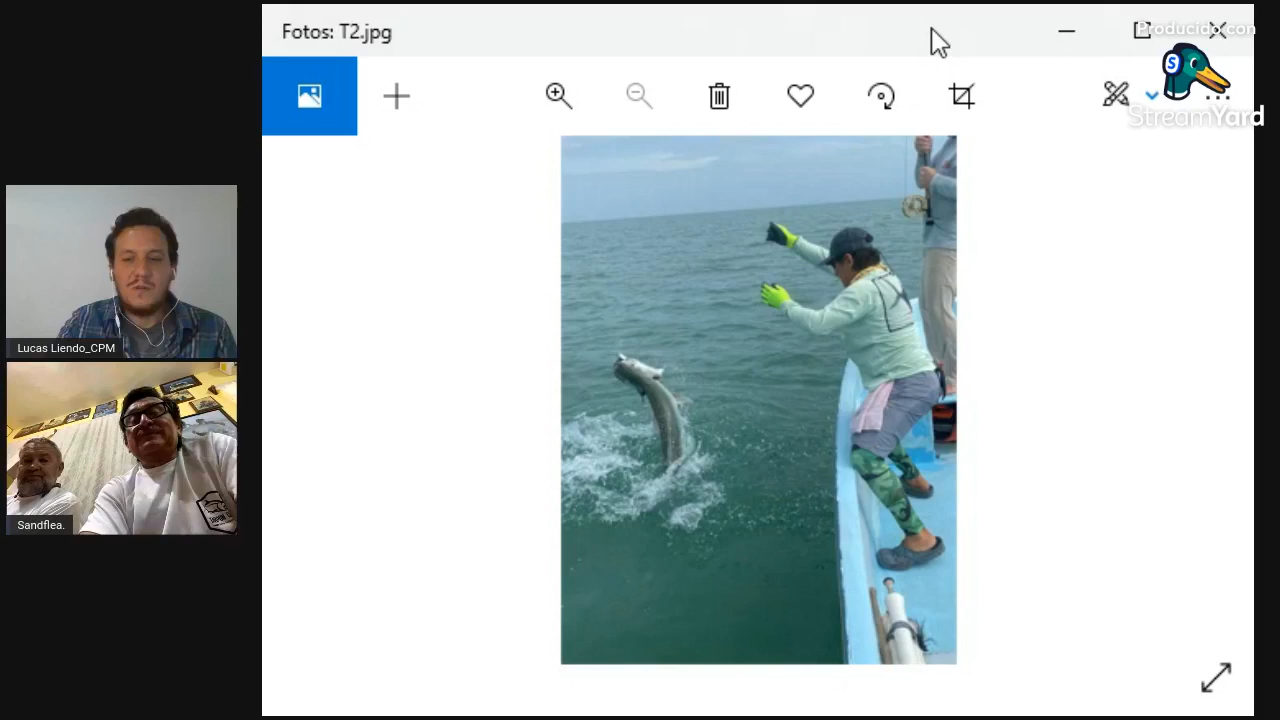 Fotos: T2.jpg
Producido con
S
StreamYard
Lucas Liendo_CPM
Sandflea.